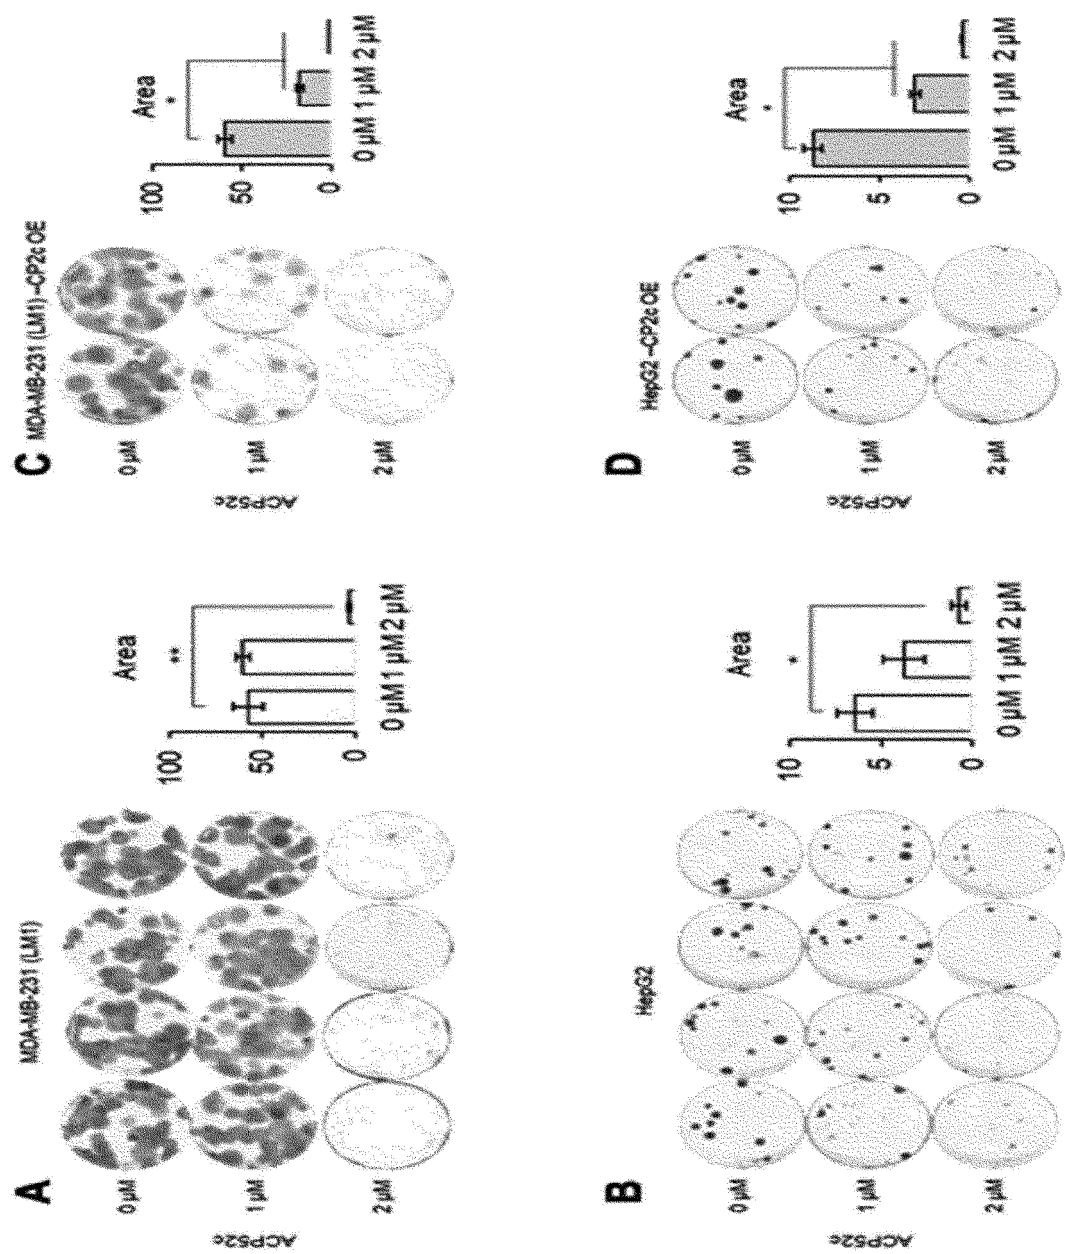 A
MDA-MB-231 (LM1)
ACP52c
0 µM
1 µM
2 µM
Area
**
100
50
0
0 µM 1 µM 2 µM
B
HepG2
ACP52c
0 µM
1 µM
2 µM
Area
*
10
5
0
0 µM 1 µM 2 µM
C
MDA-MB-231 (LM1) –CP2c OE
ACP52c
0 µM
1 µM
2 µM
Area
*
100
50
0
0 µM 1 µM 2 µM
D
HepG2 –CP2c OE
ACP52c
0 µM
1 µM
2 µM
Area
*
10
5
0
0 µM 1 µM 2 µM